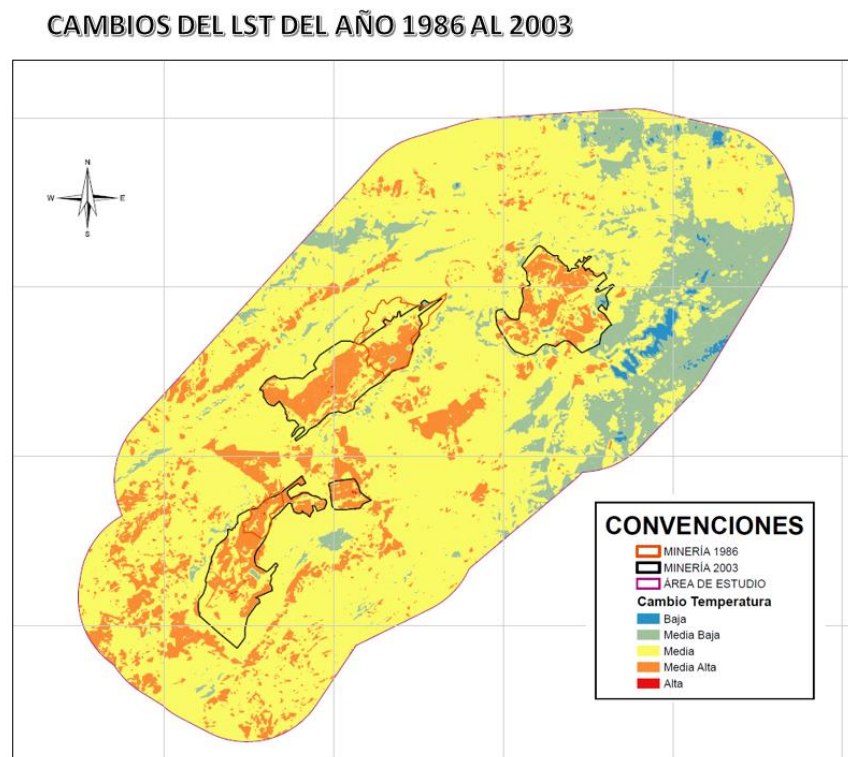 CAMBIOS DEL LST DEL AÑO 1986 AL 2003
N
W E
S
CONVENCIONES
MINERÍA 1986
MINERÍA 2003
ÁREA DE ESTUDIO
Cambio Temperatura
Baja
Media Baja
Media
Media Alta
Alta